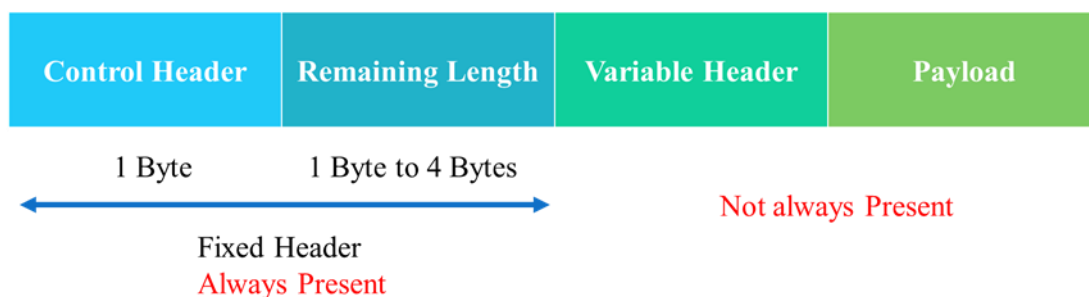 Control Header
Remaining Length
Variable Header
Payload
1 Byte
1 Byte to 4 Bytes
Not always Present
Fixed Header
Always Present